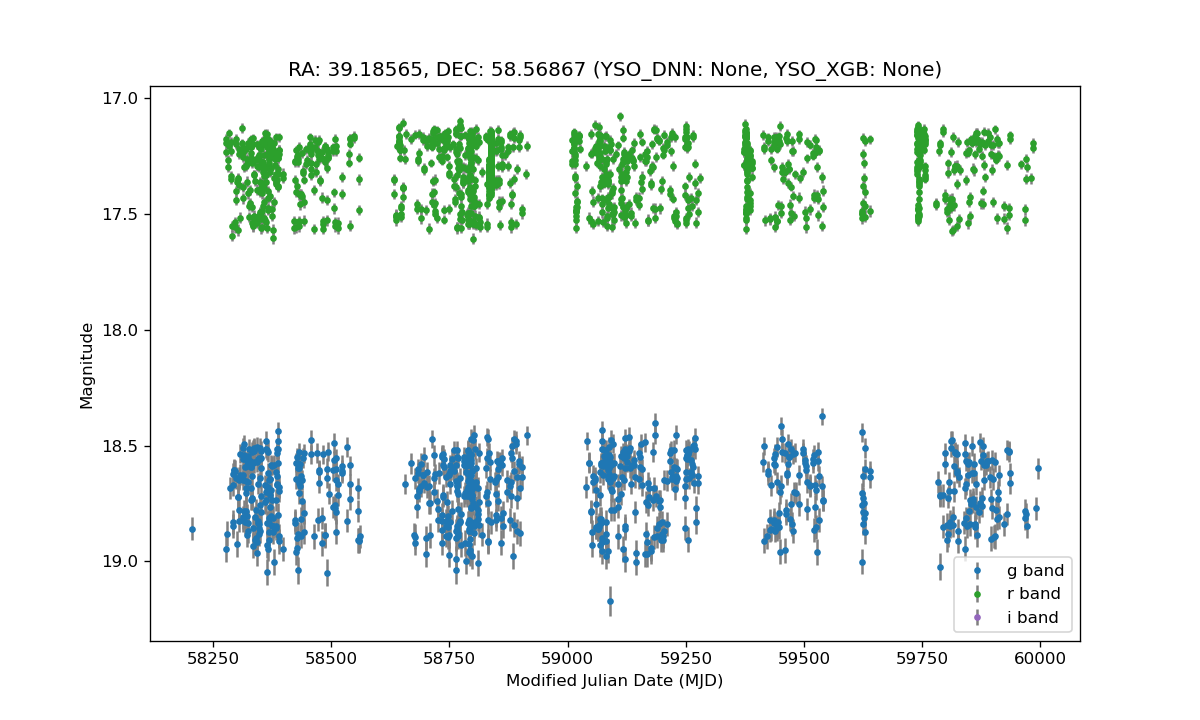 RA: 39.18565, DEC: 58.56867 (YSO_DNN: None, YSO_XGB: None)
17.0
17.5
18.0
18.5
19.0
Magnitude
g band
r band
i band
58250 58500 58750 59000 59250 59500 59750 60000
Modified Julian Date (MJD)